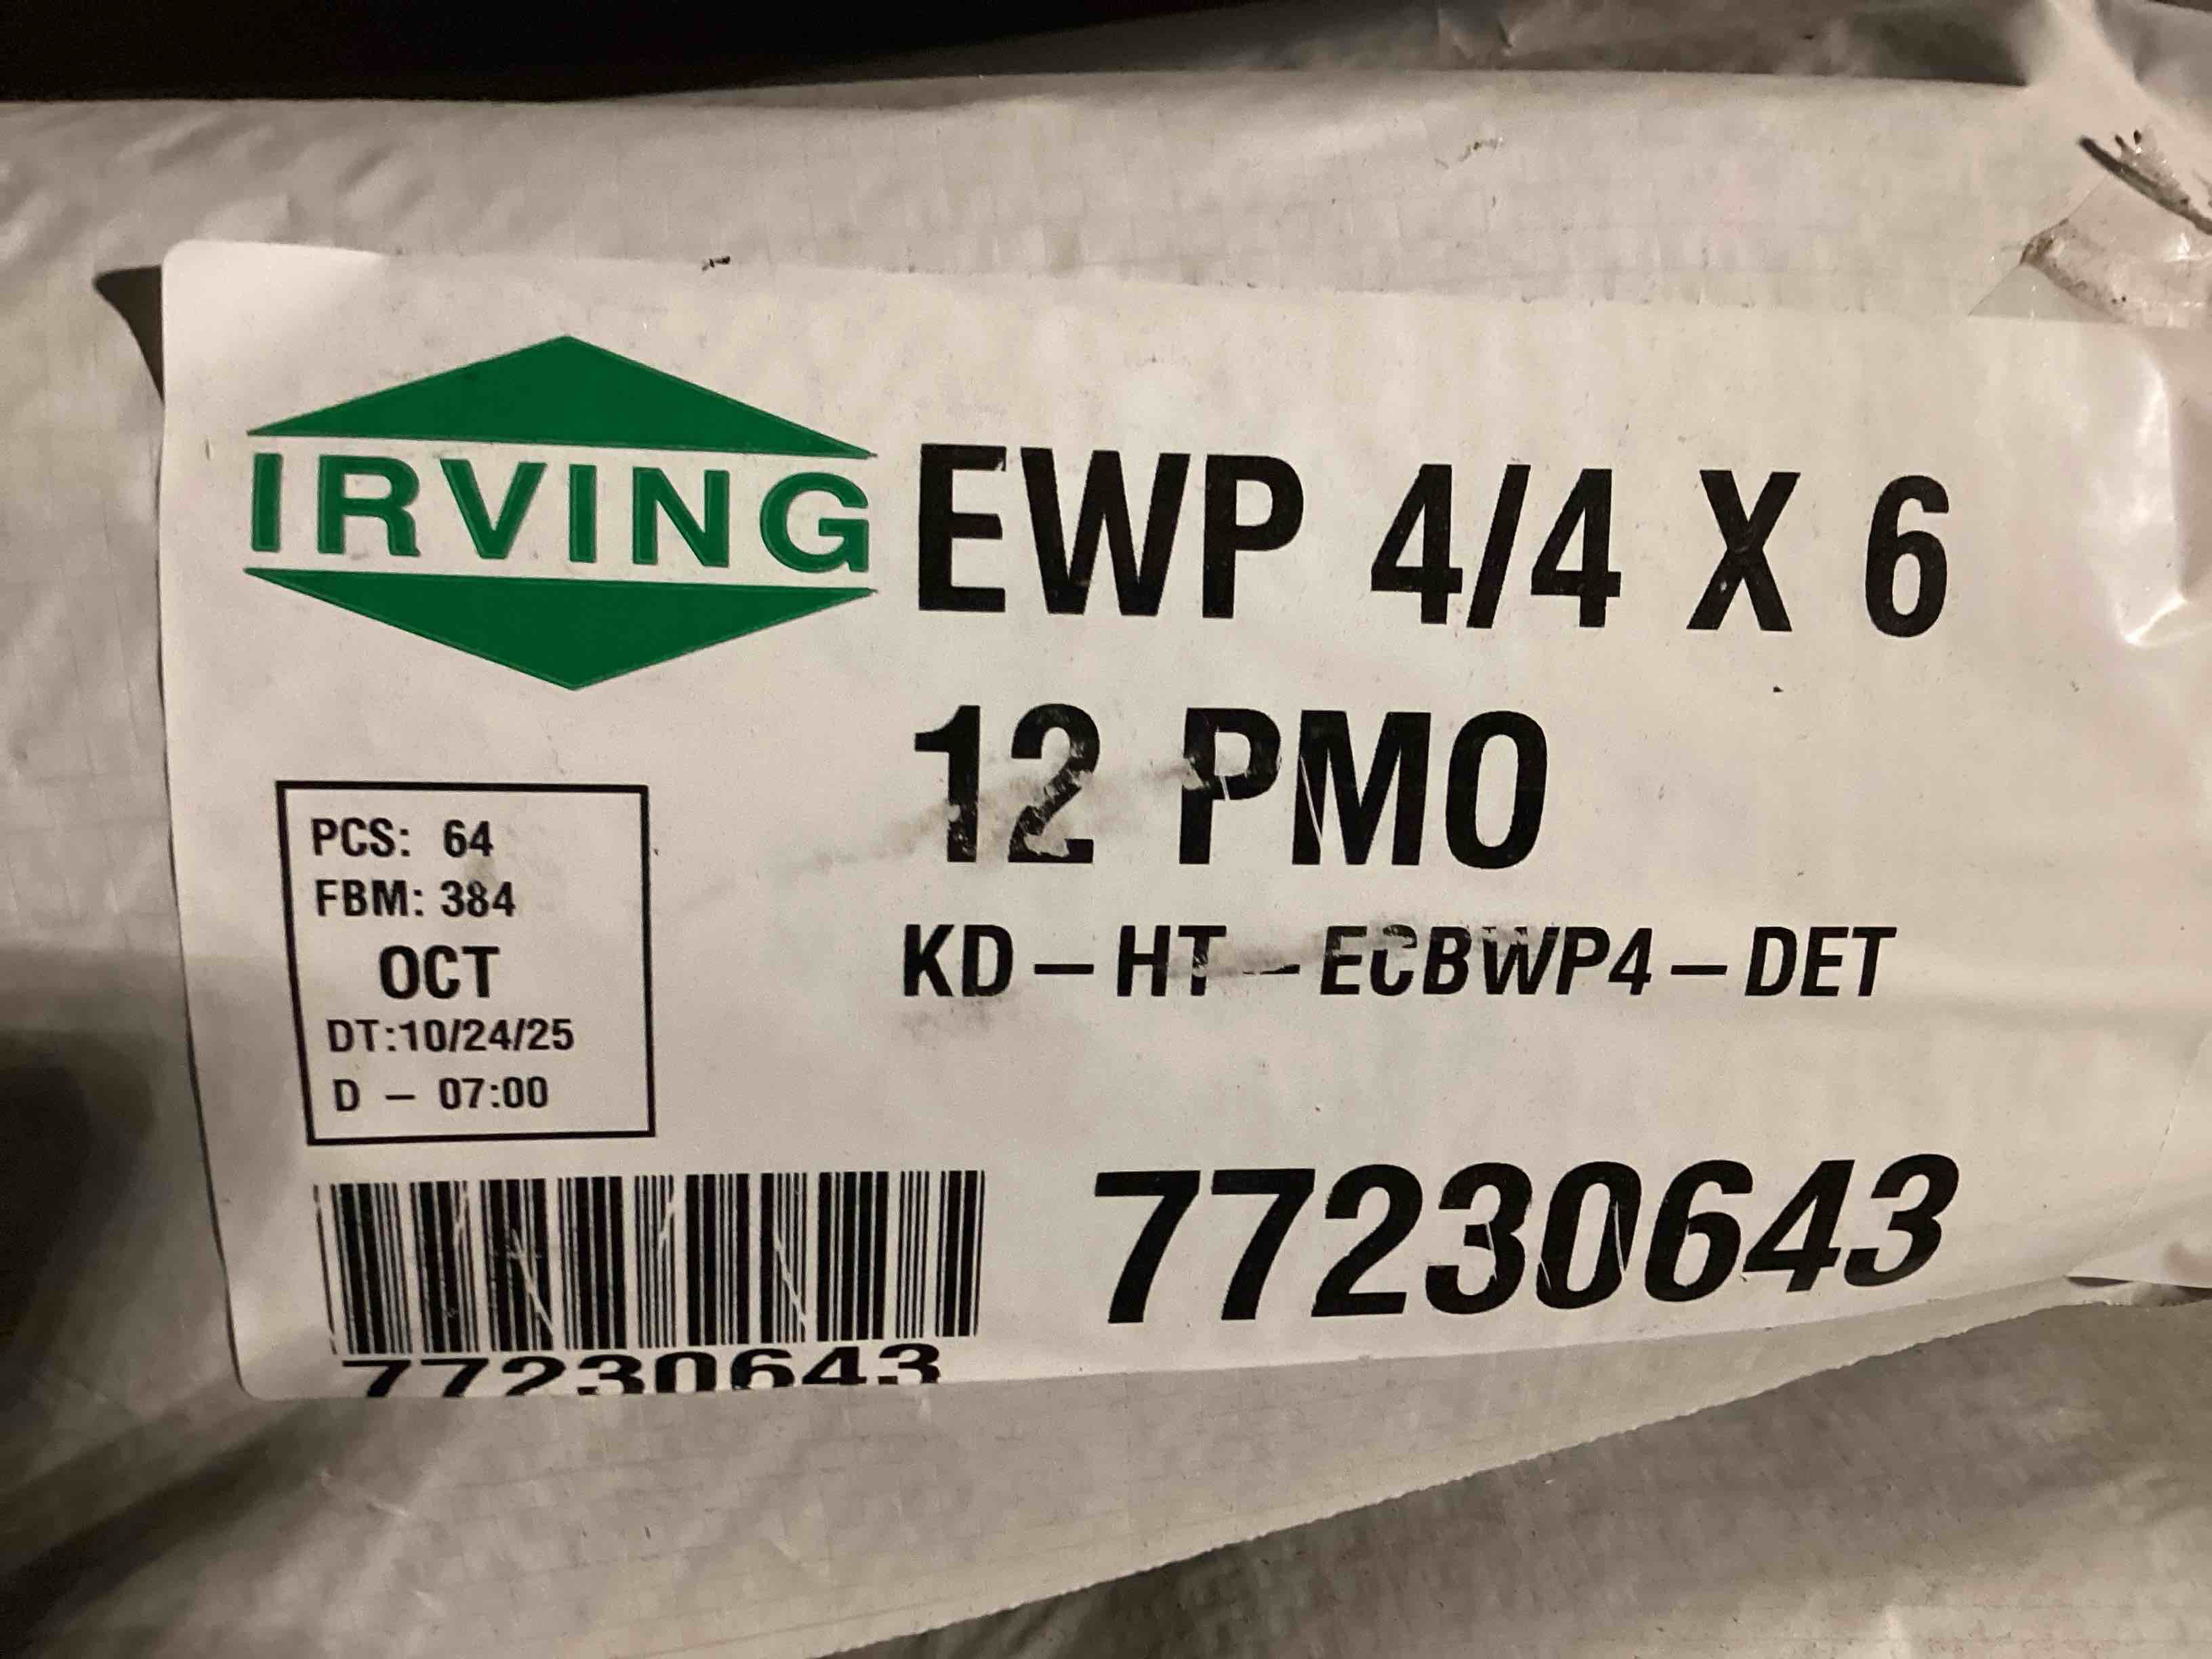 IRVING
EWP 4/4 X 6
12 PMO
KD-HT-ECBWP4-DET
PCS: 64
FBM: 384
OCT
DT:10/24/25
D - 07:00
77230643
77230643